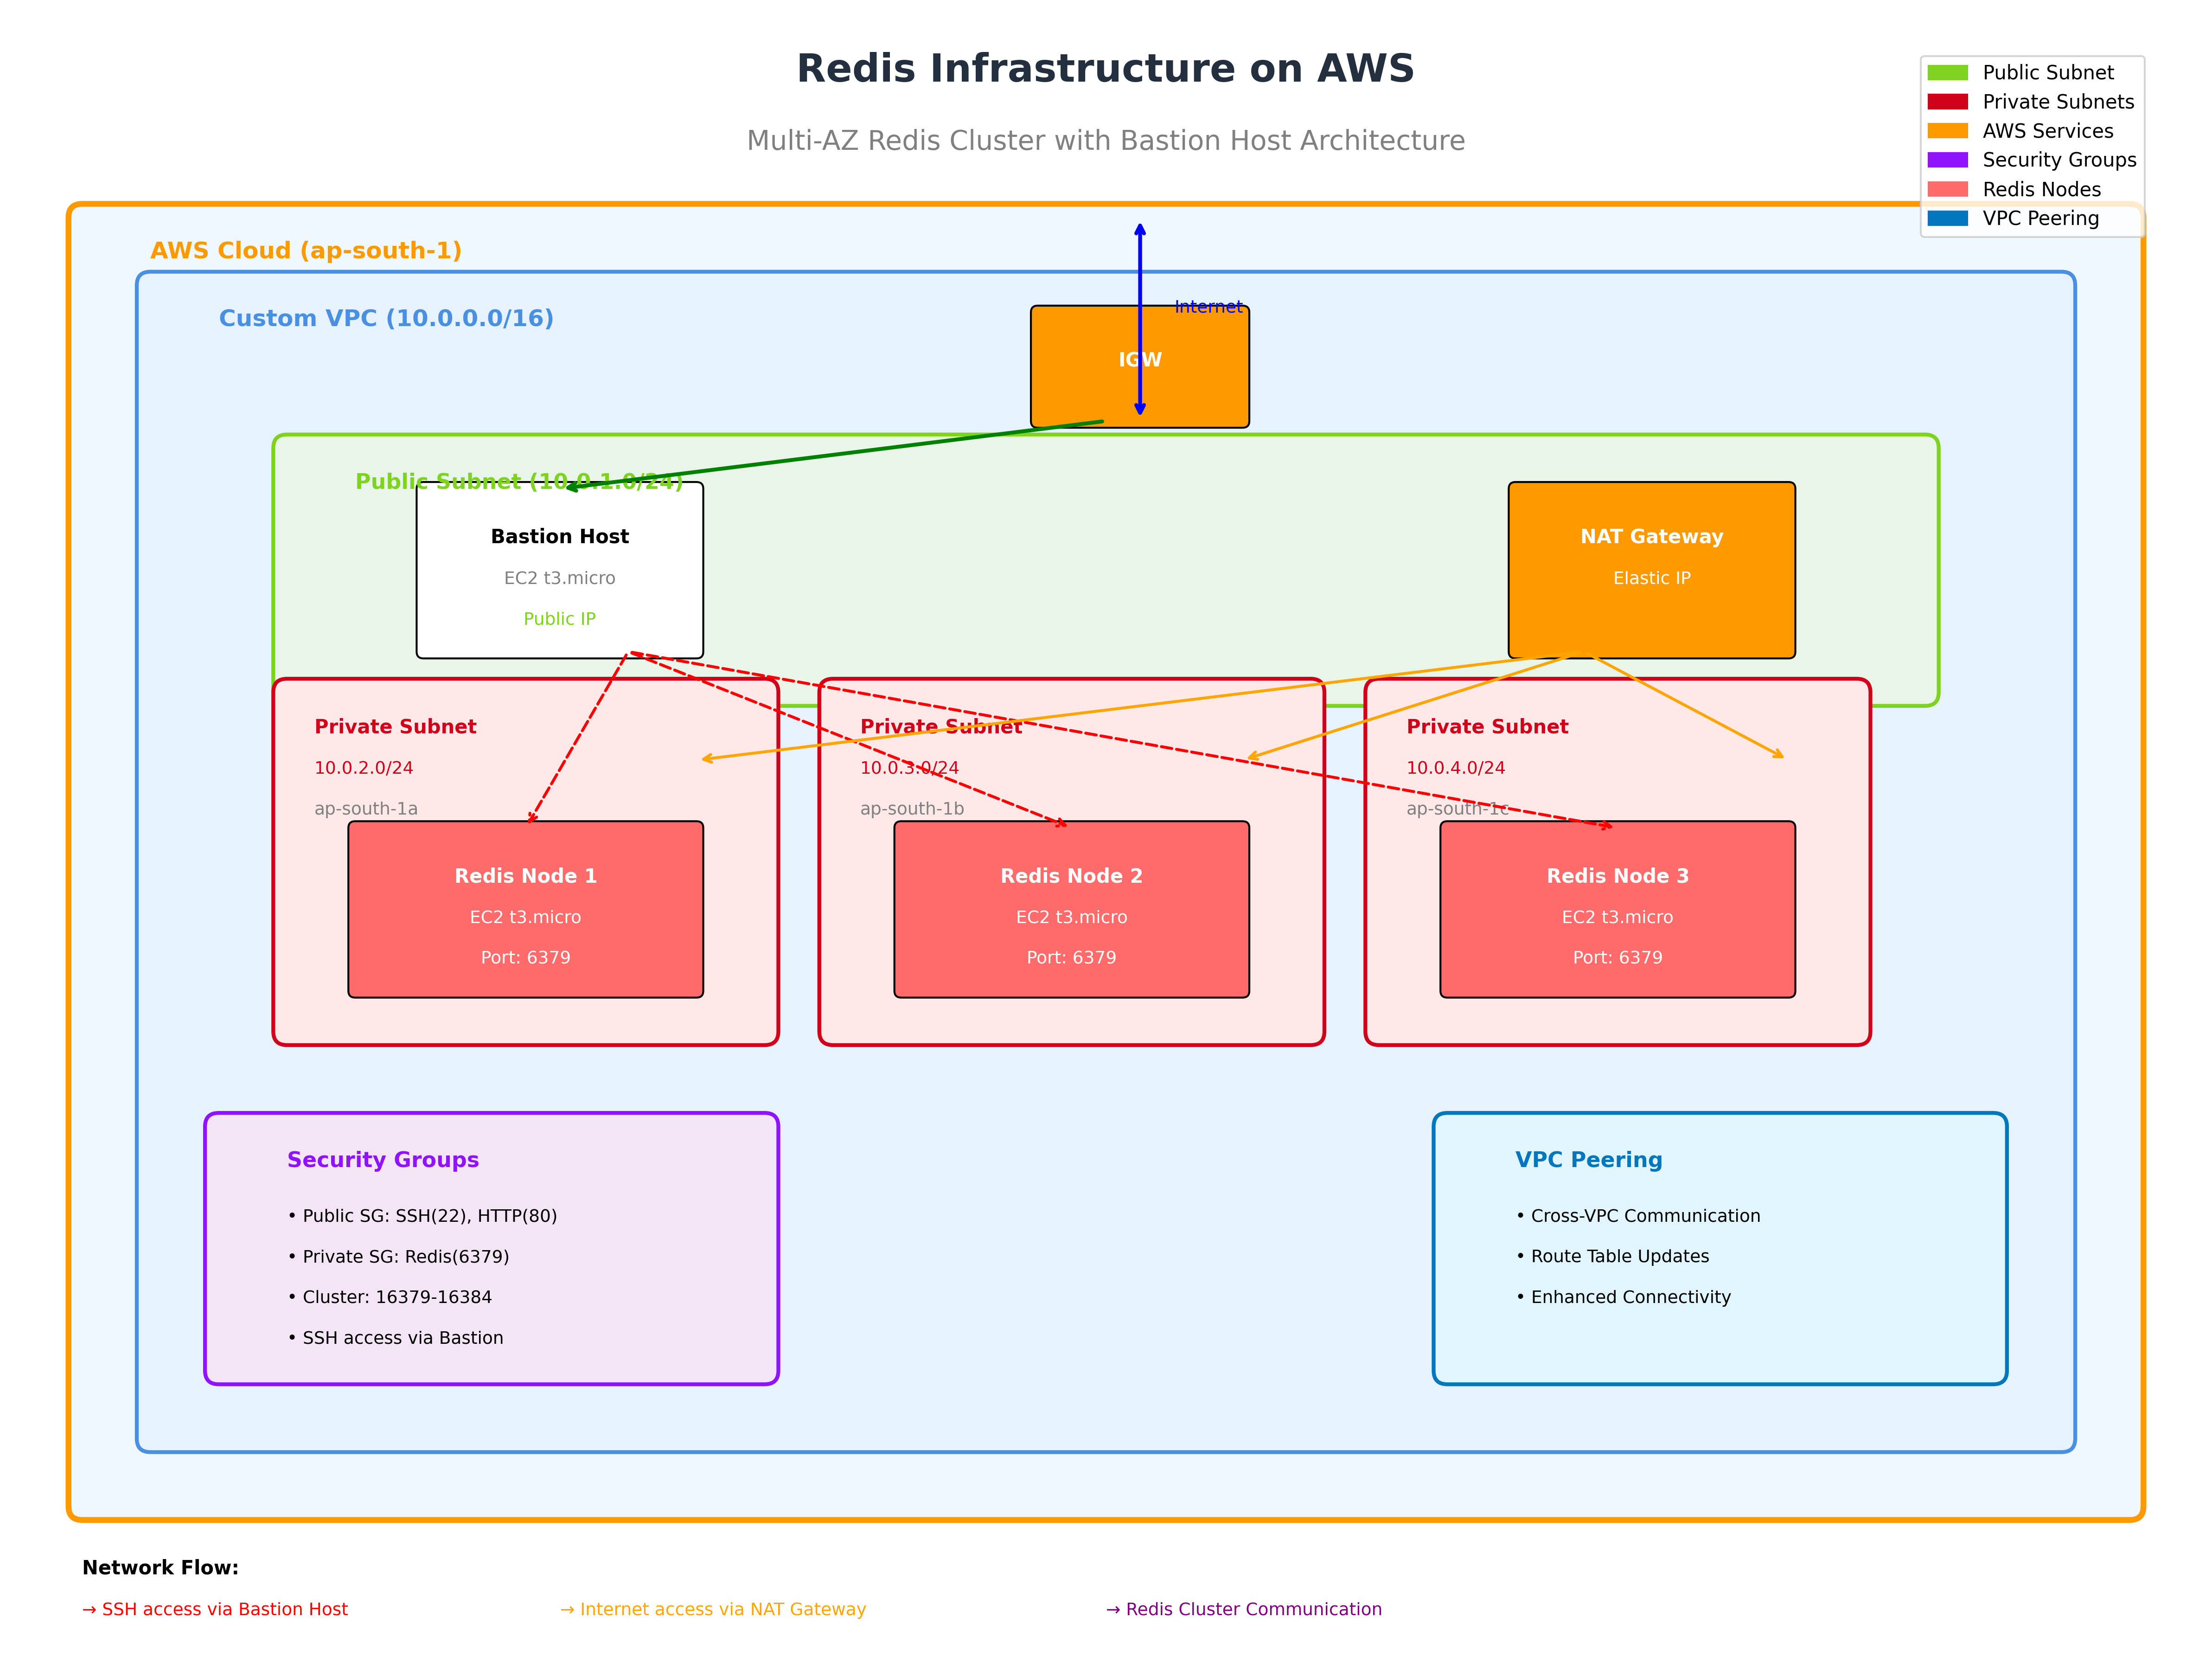 Redis Infrastructure on AWS
Multi-AZ Redis Cluster with Bastion Host Architecture
Public Subnet
Private Subnets
AWS Services
Security Groups
Redis Nodes
VPC Peering
AWS Cloud (ap-south-1)
Custom VPC (10.0.0.0/16)
Internet
IGW
Public Subnet (10.0.1.0/24)
Bastion Host
EC2 t3.micro
Public IP
NAT Gateway
Elastic IP
Private Subnet
10.0.2.0/24
ap-south-1a
Redis Node 1
EC2 t3.micro
Port: 6379
Private Subnet
10.0.3.0/24
ap-south-1b
Redis Node 2
EC2 t3.micro
Port: 6379
Private Subnet
10.0.4.0/24
ap-south-1c
Redis Node 3
EC2 t3.micro
Port: 6379
Security Groups
• Public SG: SSH(22), HTTP(80)
• Private SG: Redis(6379)
• Cluster: 16379-16384
• SSH access via Bastion
VPC Peering
• Cross-VPC Communication
• Route Table Updates
• Enhanced Connectivity
Network Flow:
→ SSH access via Bastion Host
→ Internet access via NAT Gateway
→ Redis Cluster Communication